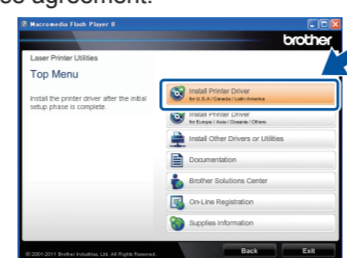 se agreement.
Macromedia Flash Player 8
brother
Laser Printer Utilities
Top Menu
Install the printer driver after the initial
setup phase is complete.
Install Printer Driver
for U.S.A / Canada / Latin America
Install Printer Driver
for Europe / Asia / Oceania / Others
Install Other Drivers or Utilities
Documentation
Brother Solutions Center
On-Line Registration
Supplies Information
© 2001-2011 Brother Industries, Ltd. All Rights Reserved.
Back
Exit